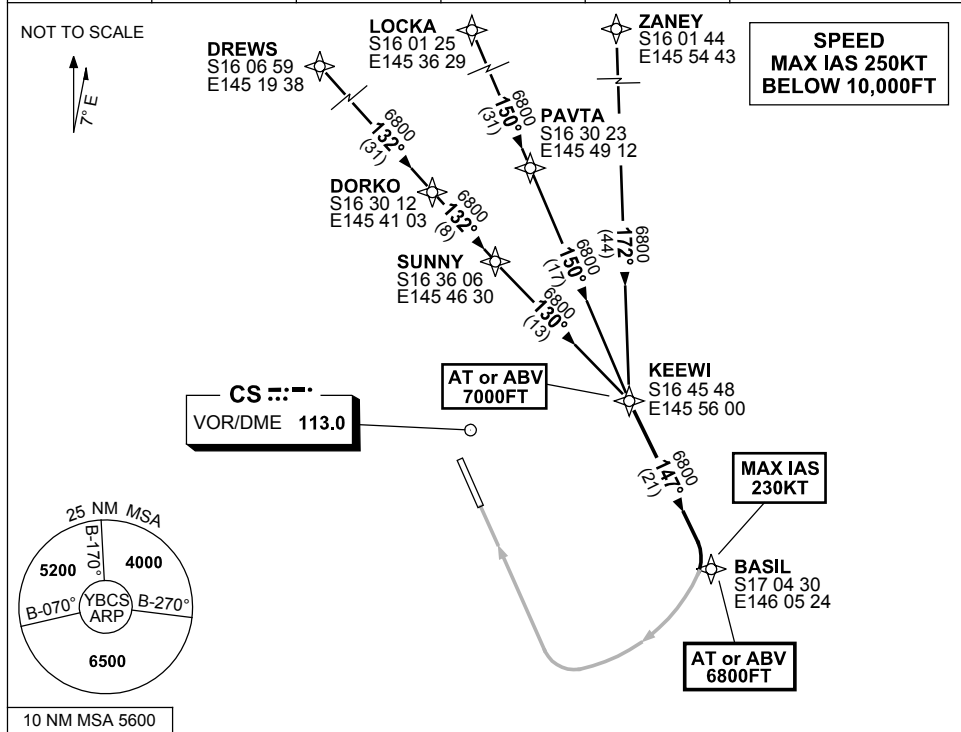 NOT TO SCALE
7° E
DREWS
S16 06 59
E145 19 38
LOCKA
S16 01 25
E145 36 29
ZANEY
S16 01 44
E145 54 43
SPEED
MAX IAS 250KT
BELOW 10,000FT
6800
132°
(31)
6800
150°
(31)
PAVTA
S16 30 23
E145 49 12
DORKO
S16 30 12
E145 41 03
6800
132°
(8)
6800
172°
(44)
SUNNY
S16 36 06
E145 46 30
6800
150°
(17)
6800
130°
(13)
AT or ABV
7000FT
KEEWI
S16 45 48
E145 56 00
CS
VOR/DME 113.0
6800
147°
(21)
MAX IAS
230KT
BASIL
S17 04 30
E146 05 24
AT or ABV
6800FT
25 NM MSA
B-170°
5200
4000
B-070°
YBCS
ARP
B-270°
6500
10 NM MSA 5600